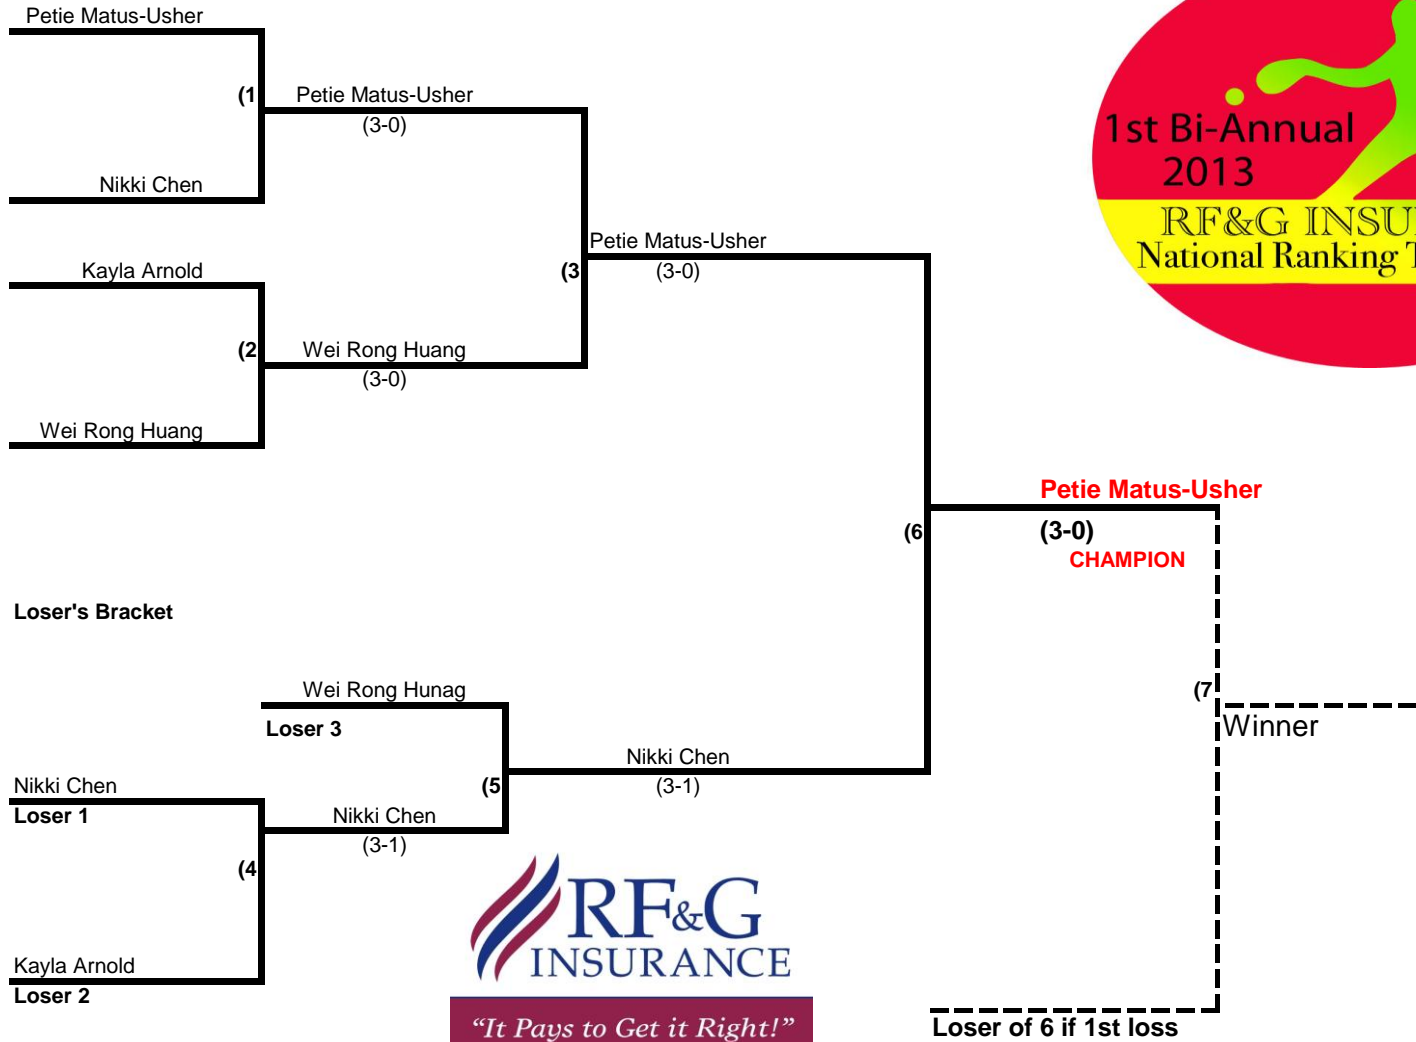 Petie Matus-Usher
(1
Petie Matus-Usher
(3-0)
Nikki Chen
1st Bi-Annual
2013
RF&G INSU
National Ranking
Kayla Arnold
Petie Matus-Usher
(3
(3-0)
(2
Wei Rong Huang
(3-0)
Wei Rong Huang
Petie Matus-Usher
(6
(3-0)
CHAMPION
Loser's Bracket
Wei Rong Hunag
Loser 3
(7
Winner
Nikki Chen
(3-1)
Nikki Chen
Loser 1
(5
Nikki Chen
(3-1)
(4
RF&G
INSURANCE
Kayla Arnold
Loser 2
"It Pays to Get it Right!"
Loser of 6 if 1st loss